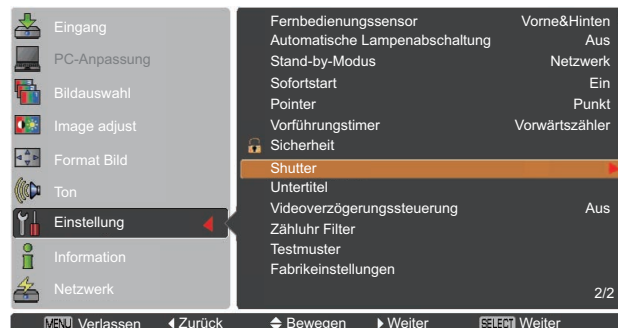 Eingang
PC-Anpassung
Bildauswahl
Image adjust
Format Bild
Ton
Einstellung
Information
Netzwerk
Fernbedienungssensor Vorne&Hinten
Automatische Lampenabschaltung Aus
Stand-by-Modus Netzwerk
Sofortstart Ein
Pointer Punkt
Vorführungstimer Vorwärtszähler
Sicherheit
Shutter
Untertitel
Videoverzögerungssteuerung Aus
Zähluhr Filter
Testmuster
Fabrikeinstellungen
2/2
MENU Verlassen Zurück Bewegen Weiter SELECT Weiter